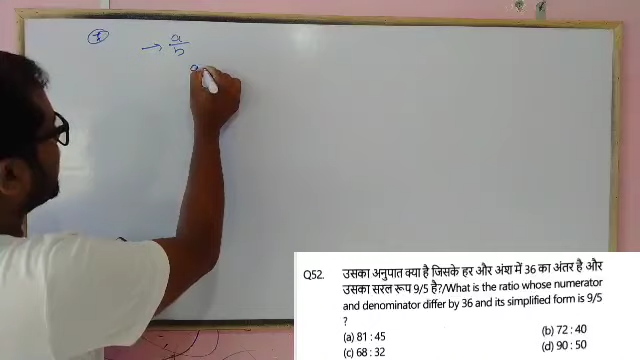 → a/b
a
Q52. उसका अनुपात क्या है जिसके हर और अंश में 36 का अंतर है और
उसका सरल रूप 9/5 है?/What is the ratio whose numerator
and denominator differ by 36 and its simplified form is 9/5
?
(a) 81 : 45
(b) 72 : 40
(c) 68 : 32
(d) 90 : 50